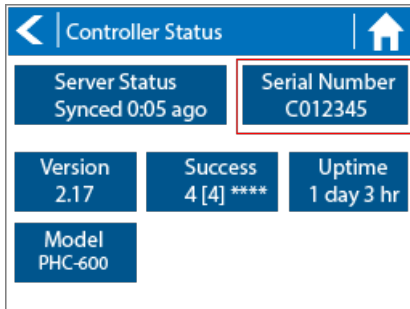 Controller Status
Server Status
Synced 0:05 ago
Serial Number
C012345
Version
2.17
Success
4 [4] ****
Uptime
1 day 3 hr
Model
PHC-600